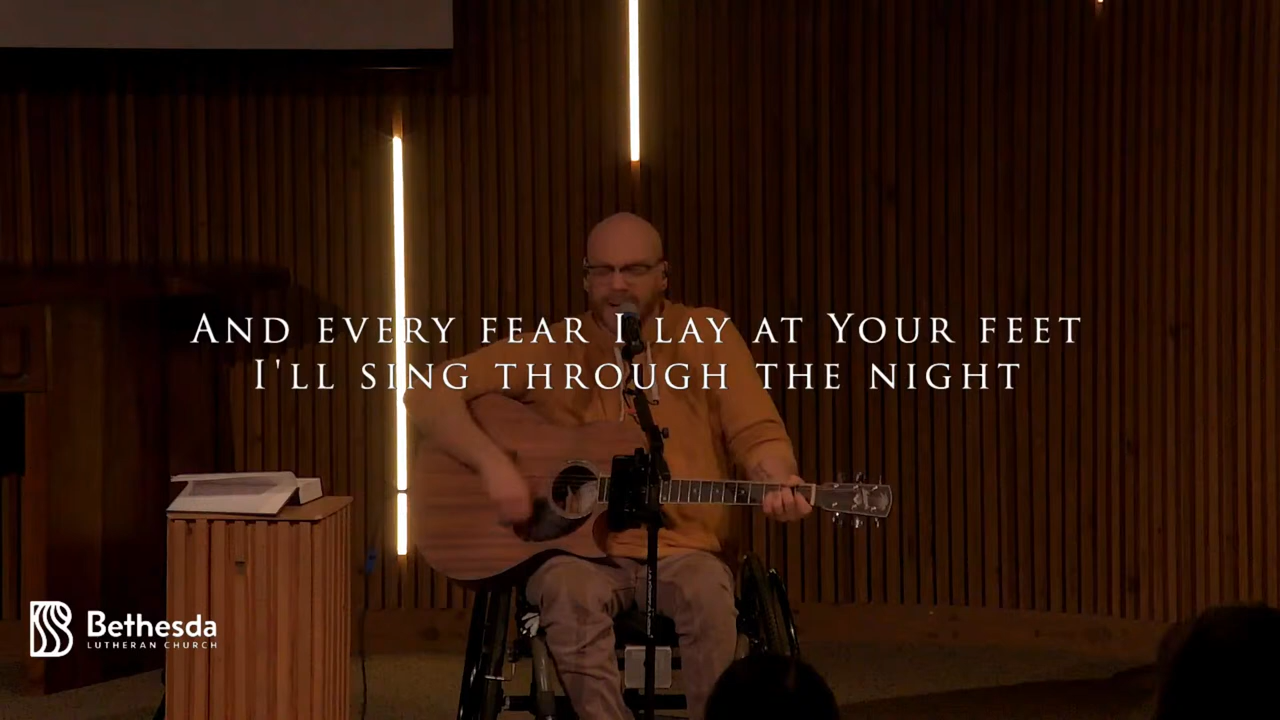 And every fear I lay at Your feet
I'll sing through the night
Bethesda
LUTHERAN CHURCH